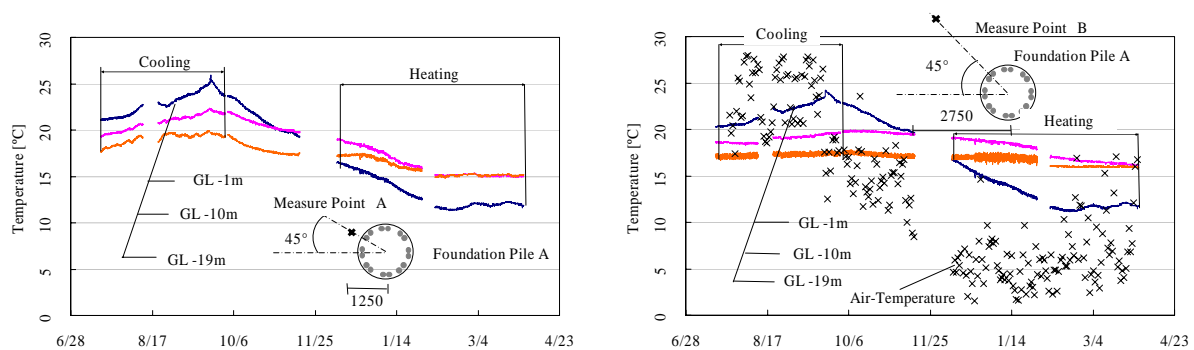 30
25
20
15
10
5
0
Temperature [°C]
Cooling
Heating
GL -1m
GL -10m
GL -19m
Measure Point A
45°
Foundation Pile A
1250
6/28 8/17 10/6 11/25 1/14 3/4 4/23
30
25
20
15
10
5
0
Temperature [°C]
Cooling
Measure Point B
Foundation Pile A
45°
2750
Heating
GL -1m
GL -10m
GL -19m
Air-Temperature
6/28 8/17 10/6 11/25 1/14 3/4 4/23